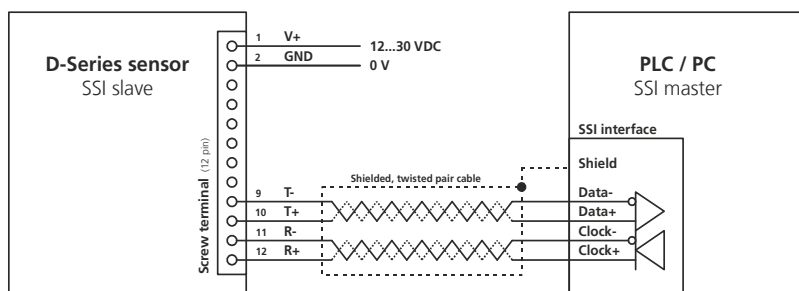 D-Series sensor
SSI slave
Screw terminal (12 pin)
1 V+ 12...30 VDC
2 GND 0 V
9 T-
10 T+
11 R-
12 R+
Shielded, twisted pair cable
PLC / PC
SSI master
SSI interface
Shield
Data-
Data+
Clock-
Clock+